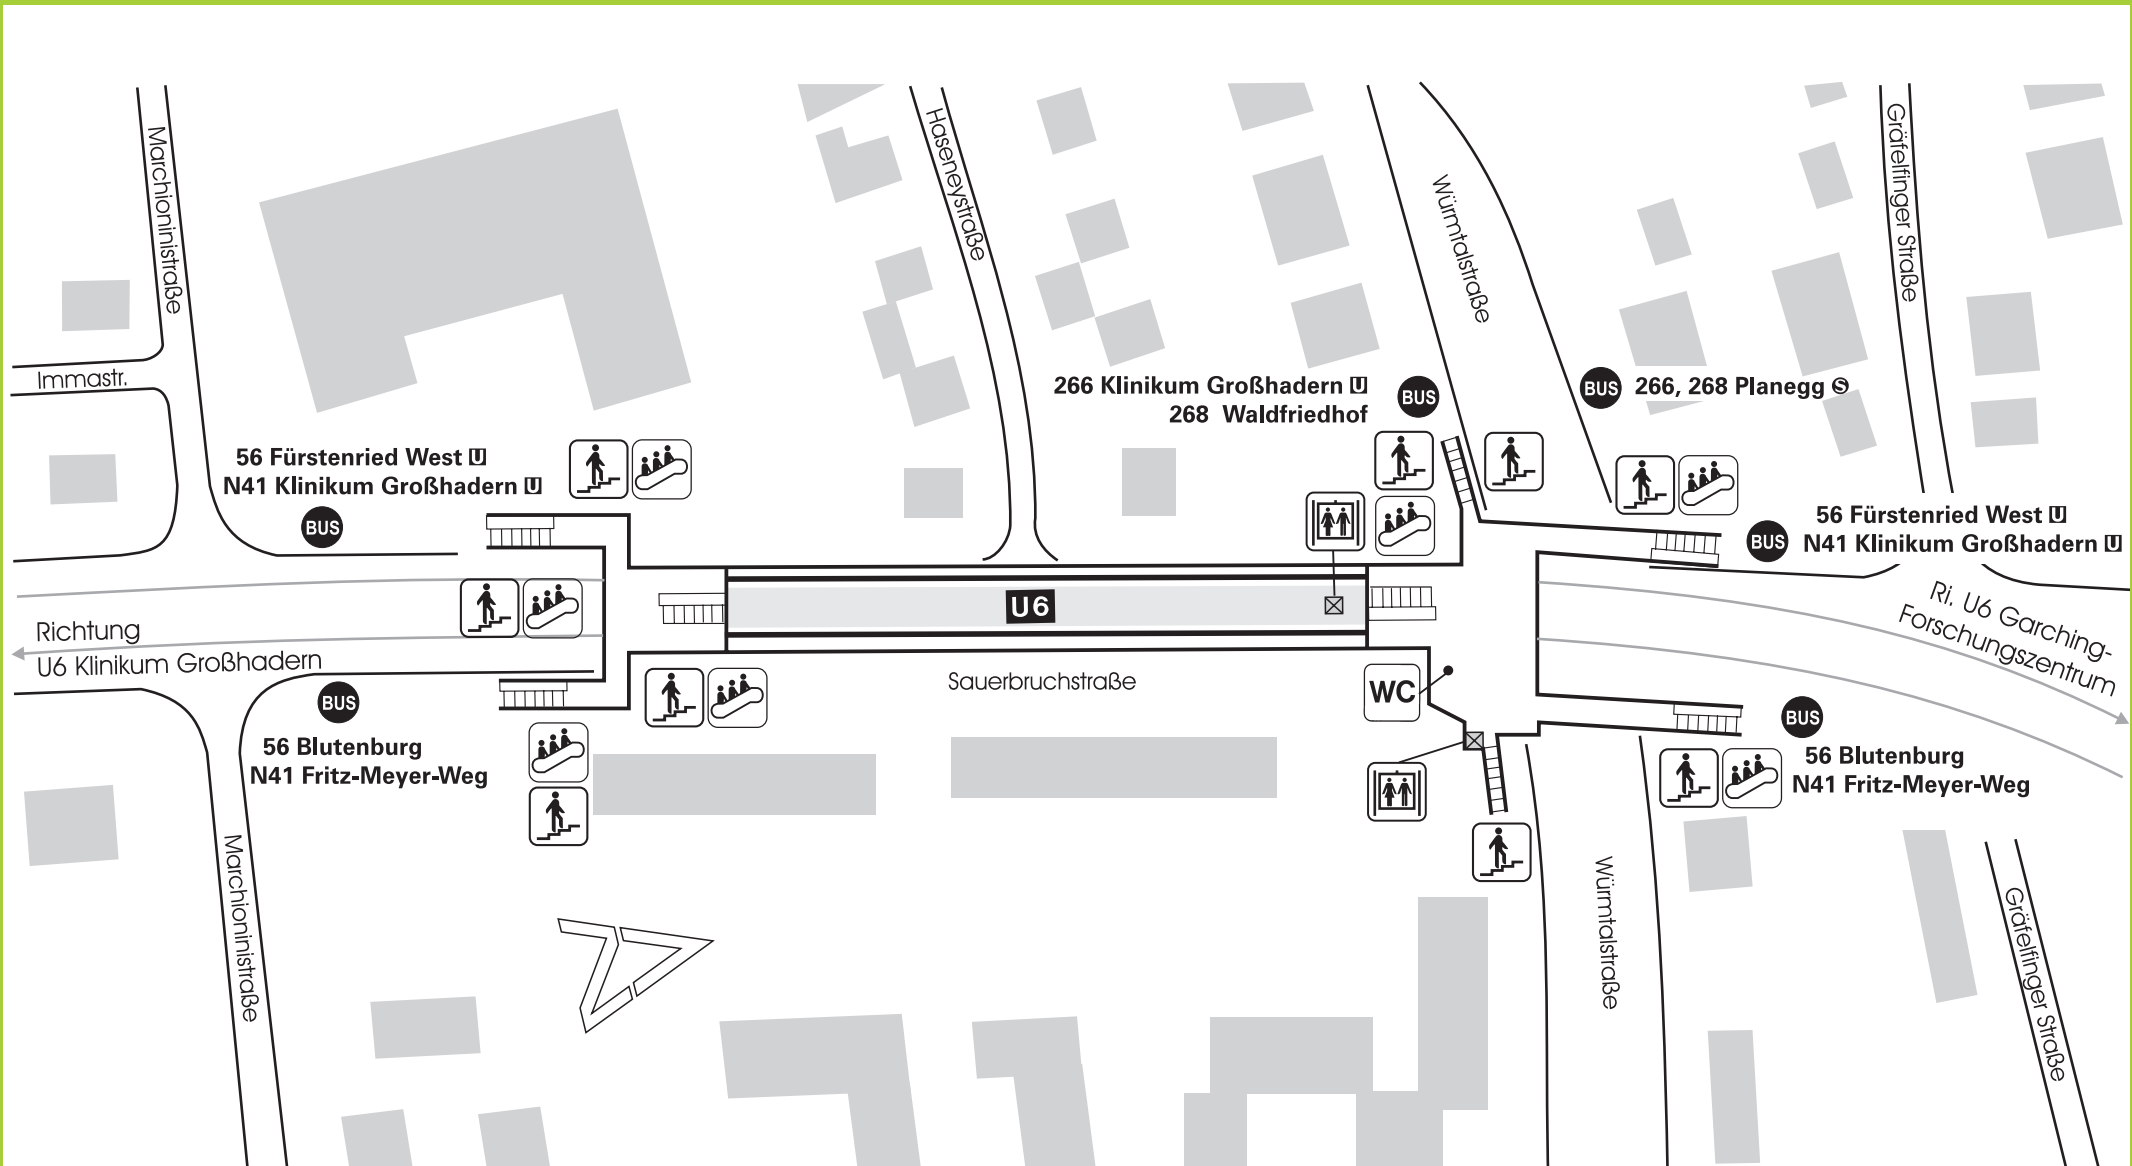 Marchioninistraße
Haseneystraße
Würmtalstraße
Gräfelfinger Straße
Immastr.
266 Klinikum Großhadern U
268 Waldfriedhof
BUS
BUS
266, 268 Planegg S
56 Fürstenried West U
N41 Klinikum Großhadern U
BUS
BUS
56 Fürstenried West U
N41 Klinikum Großhadern U
U6
Richtung
U6 Klinikum Großhadern
Ri. U6 Garching-
Forschungszentrum
Sauerbruchstraße
WC
BUS
56 Blutenburg
N41 Fritz-Meyer-Weg
BUS
56 Blutenburg
N41 Fritz-Meyer-Weg
Marchioninistraße
Würmtalstraße
Gräfelfinger Straße